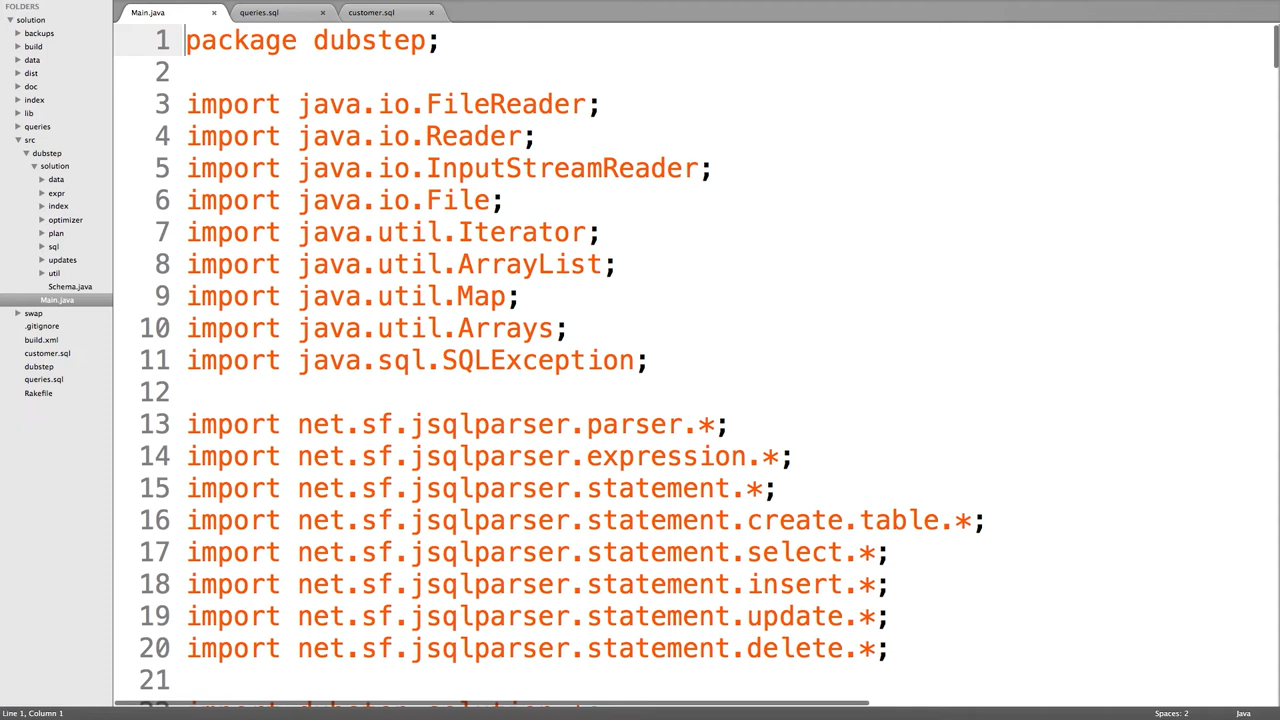 FOLDERS
solution
backups
build
data
dist
doc
index
lib
queries
src
dubstep
solution
data
expr
index
optimizer
plan
sql
updates
util
Schema.java
Main.java
swap
.gitignore
build.xml
customer.sql
dubstep
queries.sql
Rakefile
Main.java × queries.sql × customer.sql ×
1 package dubstep;
2
3 import java.io.FileReader;
4 import java.io.Reader;
5 import java.io.InputStreamReader;
6 import java.io.File;
7 import java.util.Iterator;
8 import java.util.ArrayList;
9 import java.util.Map;
10 import java.util.Arrays;
11 import java.sql.SQLException;
12
13 import net.sf.jsqlparser.parser.*;
14 import net.sf.jsqlparser.expression.*;
15 import net.sf.jsqlparser.statement.*;
16 import net.sf.jsqlparser.statement.create.table.*;
17 import net.sf.jsqlparser.statement.select.*;
18 import net.sf.jsqlparser.statement.insert.*;
19 import net.sf.jsqlparser.statement.update.*;
20 import net.sf.jsqlparser.statement.delete.*;
21
Line 1, Column 1
Spaces: 2
Java